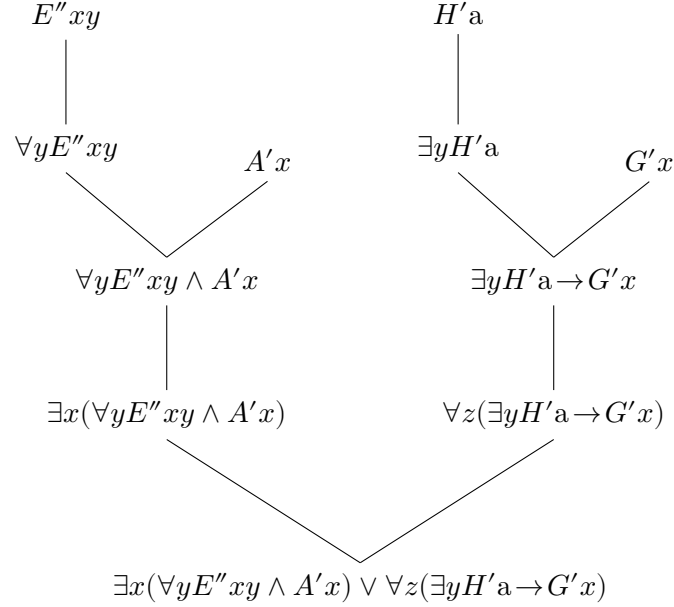 E″xy H′a
∀yE″xy A′x ∃yH′a G′x
∀yE″xy ∧ A′x ∃yH′a→G′x
∃x(∀yE″xy ∧ A′x) ∀z(∃yH′a→G′x)
∃x(∀yE″xy ∧ A′x) ∨ ∀z(∃yH′a→G′x)